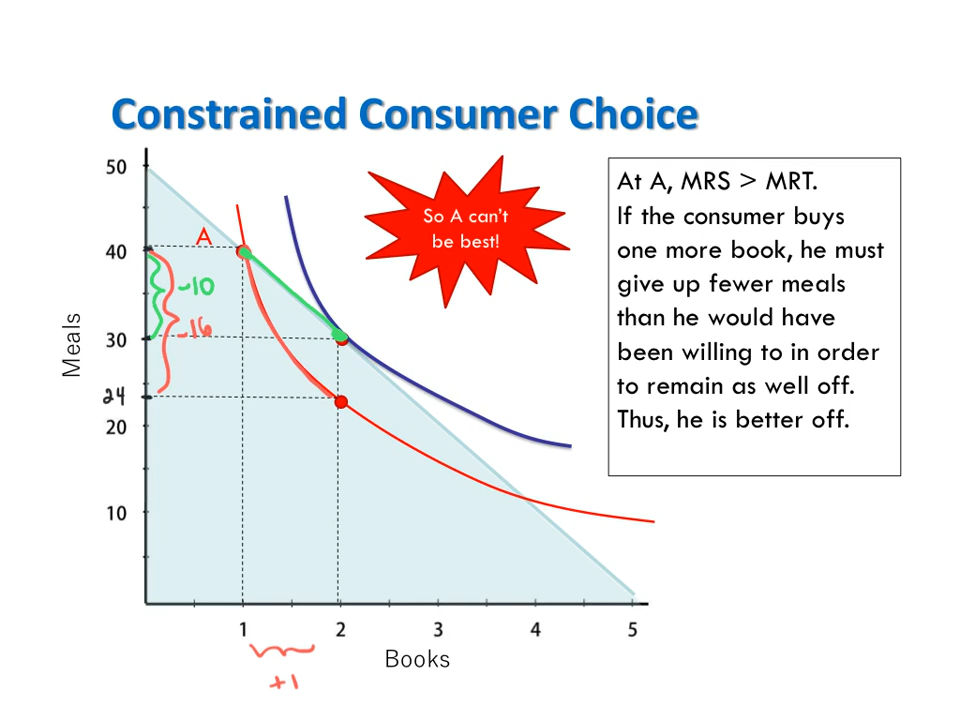 Constrained Consumer Choice
50
40
30
24
20
10
Meals
A
-10
-16
So A can't
be best!
At A, MRS > MRT.
If the consumer buys
one more book, he must
give up fewer meals
than he would have
been willing to in order
to remain as well off.
Thus, he is better off.
1 2 3 4 5
Books
+1